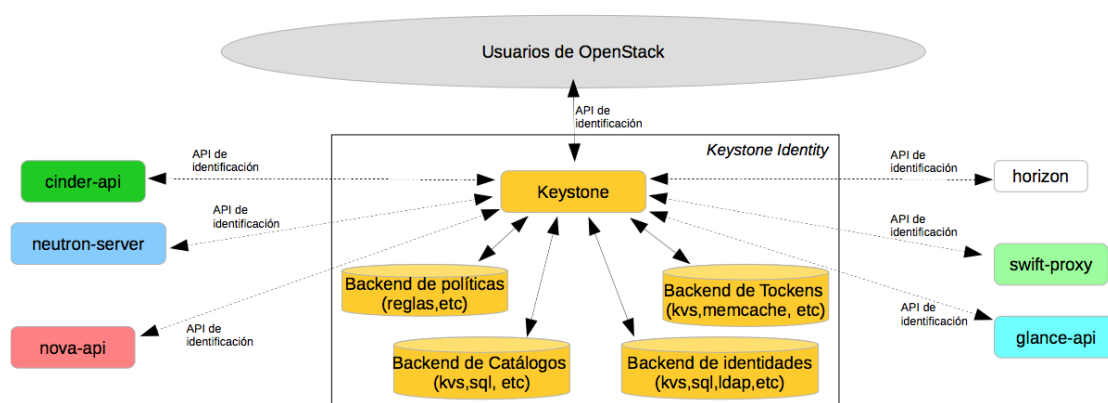 Usuarios de OpenStack
API de
identificación
Keystone Identity
API de
identificación
cinder-api
Keystone
API de
identificación
horizon
API de
identificación
neutron-server
API de
identificación
swift-proxy
Backend de políticas
(reglas,etc)
Backend de Tockens
(kvs,memcache, etc)
API de
identificación
nova-api
API de
identificación
glance-api
Backend de Catálogos
(kvs,sql, etc)
Backend de identidades
(kvs,sql,ldap,etc)